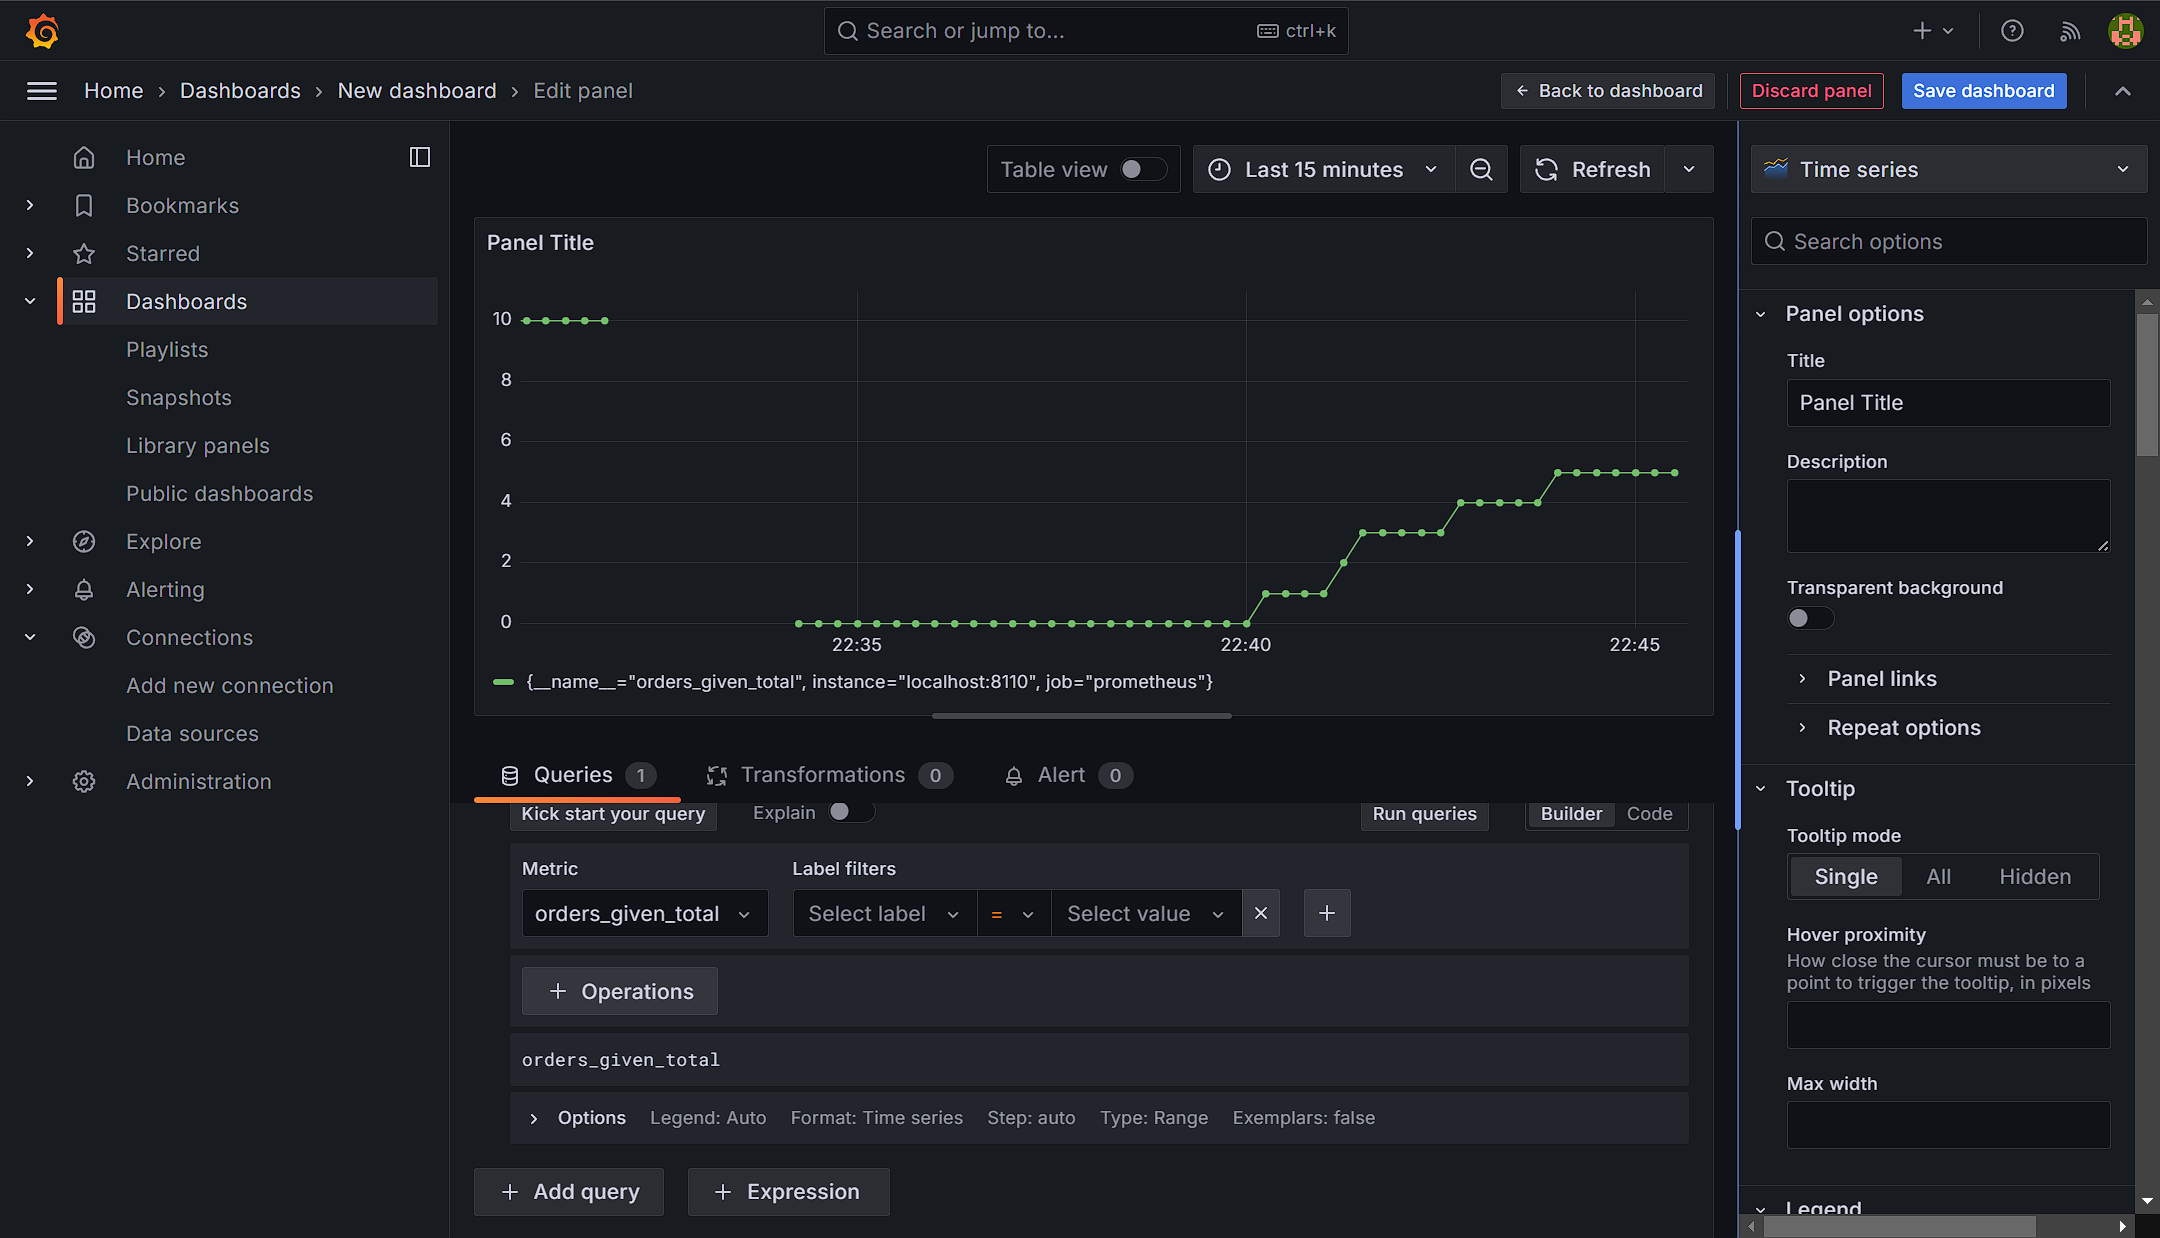 Search or jump to...
ctrl+k
Home
Dashboards
New dashboard
Edit panel
Back to dashboard
Discard panel
Save dashboard
Home
Bookmarks
Starred
Dashboards
Playlists
Snapshots
Library panels
Public dashboards
Explore
Alerting
Connections
Add new connection
Data sources
Administration
Table view
Last 15 minutes
Refresh
Panel Title
10
8
6
4
2
0
22:35
22:40
22:45
{__name__="orders_given_total", instance="localhost:8110", job="prometheus"}
Queries 1
Transformations 0
Alert 0
Kick start your query
Explain
Run queries
Builder
Code
Metric
Label filters
orders_given_total
Select label
=
Select value
Operations
orders_given_total
Options
Legend: Auto
Format: Time series
Step: auto
Type: Range
Exemplars: false
Add query
Expression
Time series
Search options
Panel options
Title
Panel Title
Description
Transparent background
Panel links
Repeat options
Tooltip
Tooltip mode
Single
All
Hidden
Hover proximity
How close the cursor must be to a
point to trigger the tooltip, in pixels
Max width
Legend